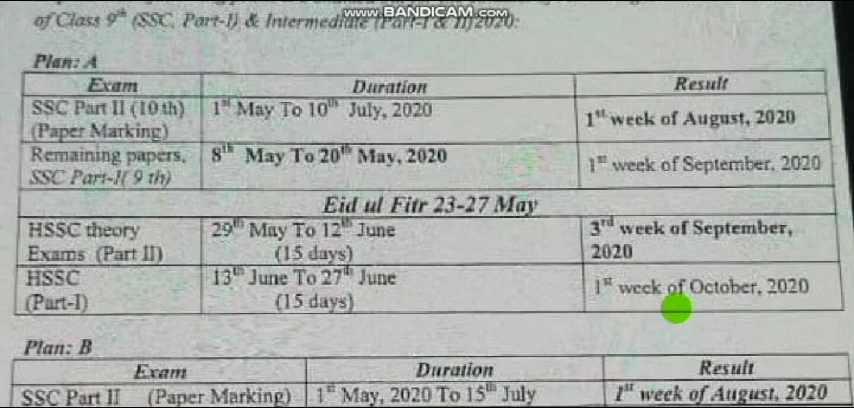 www.BANDICAM.com
of Class 9th (SSC, Part-I) & Intermediate (Part-I & II)2020:
Plan: A
Exam Duration Result
SSC Part II (10 th) 1st May To 10th July, 2020 1st week of August, 2020
(Paper Marking)
Remaining papers, 8th May To 20th May, 2020 1st week of September, 2020
SSC Part-I( 9 th)
Eid ul Fitr 23-27 May
HSSC theory 29th May To 12th June 3rd week of September,
Exams (Part II) (15 days) 2020
HSSC 13th June To 27th June 1st week of October, 2020
(Part-I) (15 days)
Plan: B
Exam Duration Result
SSC Part II (Paper Marking) 1st May, 2020 To 15th July 1st week of August, 2020